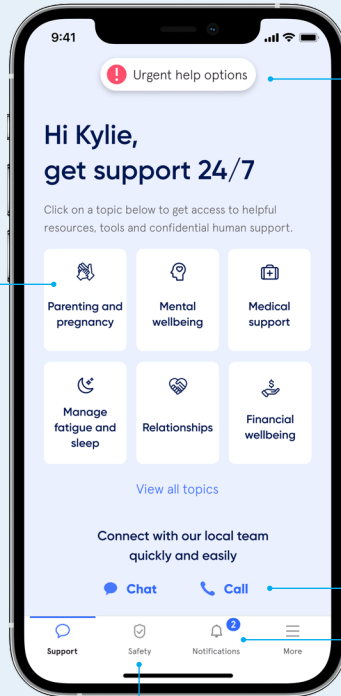 9:41
Urgent help options
Hi Kylie,
get support 24/7
Click on a topic below to get access to helpful
resources, tools and confidential human support.
Parenting and
pregnancy
Mental
wellbeing
Medical
support
Manage
fatigue and
sleep
Relationships
Financial
wellbeing
View all topics
Connect with our local team
quickly and easily
Chat
Call
Support
Safety
2
Notifications
More